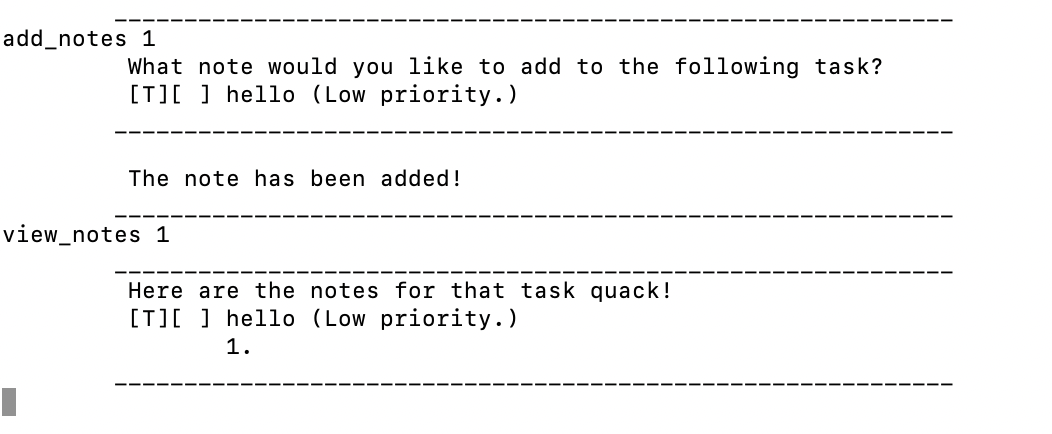 ____________________________________________________________
add_notes 1
What note would you like to add to the following task?
[T][ ] hello (Low priority.)
____________________________________________________________
The note has been added!
____________________________________________________________
view_notes 1
____________________________________________________________
Here are the notes for that task quack!
[T][ ] hello (Low priority.)
1.
____________________________________________________________